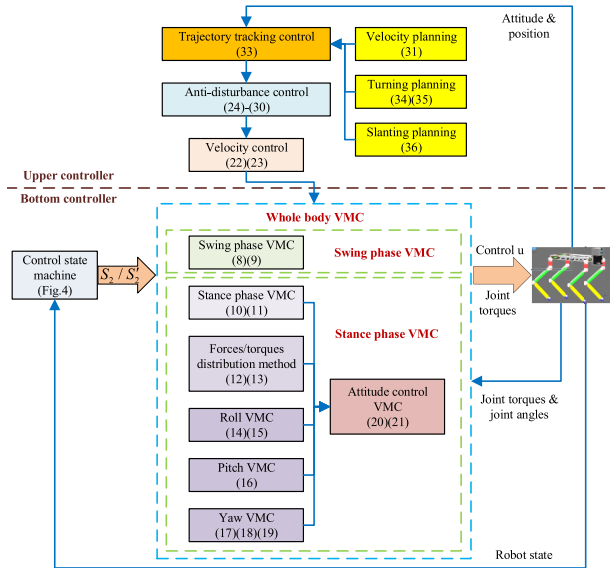 Attitude &
position
Trajectory tracking control
(33)
Velocity planning
(31)
Anti-disturbance control
(24)-(30)
Turning planning
(34)(35)
Velocity control
(22)(23)
Slanting planning
(36)
Upper controller
Bottom controller
Whole body VMC
Swing phase VMC
(8)(9)
Swing phase VMC
Control state
machine
(Fig.4)
S₂ / S₂′
Control u
Joint
torques
Stance phase VMC
(10)(11)
Stance phase VMC
Forces/torques
distribution method
(12)(13)
Attitude control
VMC
(20)(21)
Joint torques &
joint angles
Roll VMC
(14)(15)
Pitch VMC
(16)
Yaw VMC
(17)(18)(19)
Robot state